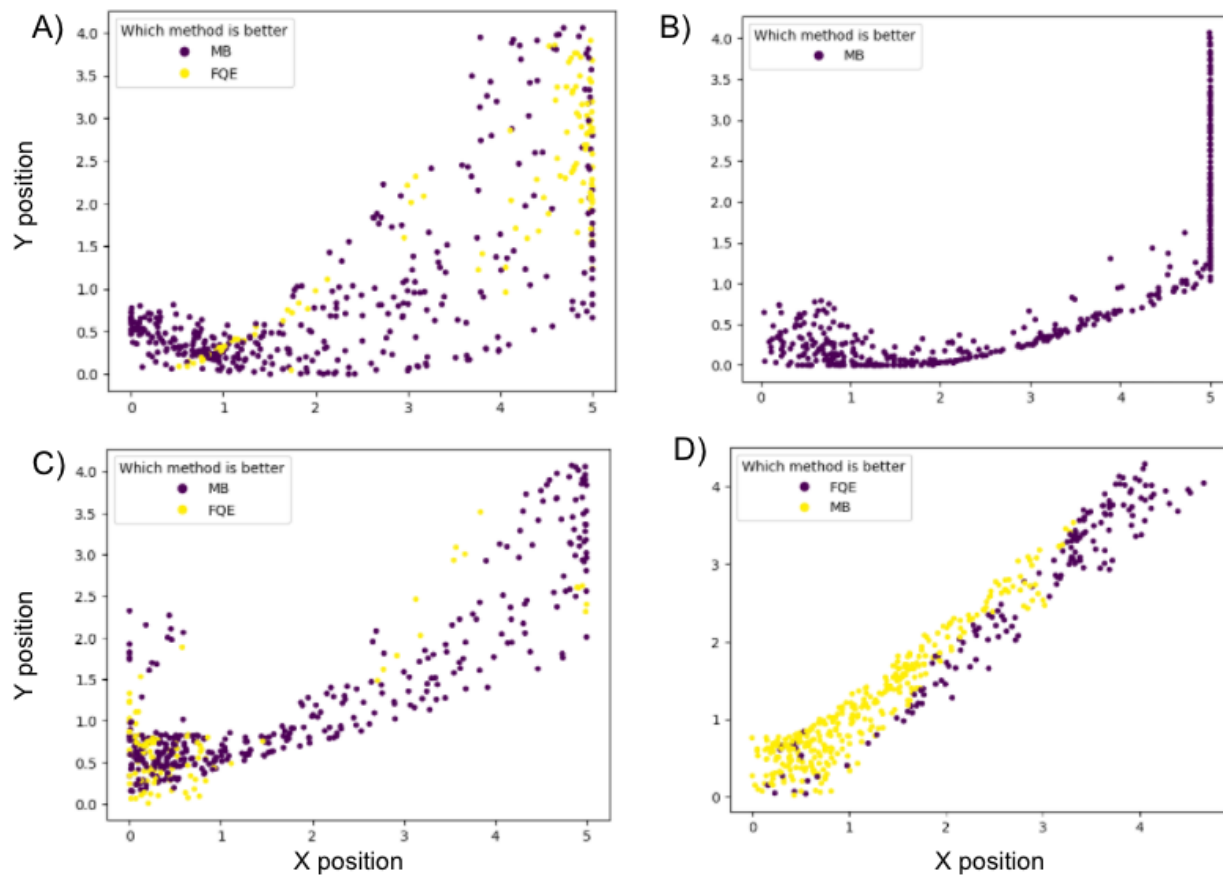 A)
Which method is better
MB
FQE
4.0
3.5
3.0
2.5
2.0
1.5
1.0
0.5
0.0
0 1 2 3 4 5
Y position
B)
Which method is better
MB
4.0
3.5
3.0
2.5
2.0
1.5
1.0
0.5
0.0
0 1 2 3 4 5
C)
Which method is better
MB
FQE
4.0
3.5
3.0
2.5
2.0
1.5
1.0
0.5
0.0
0 1 2 3 4 5
Y position
X position
D)
Which method is better
FQE
MB
4
3
2
1
0
0 1 2 3 4
X position